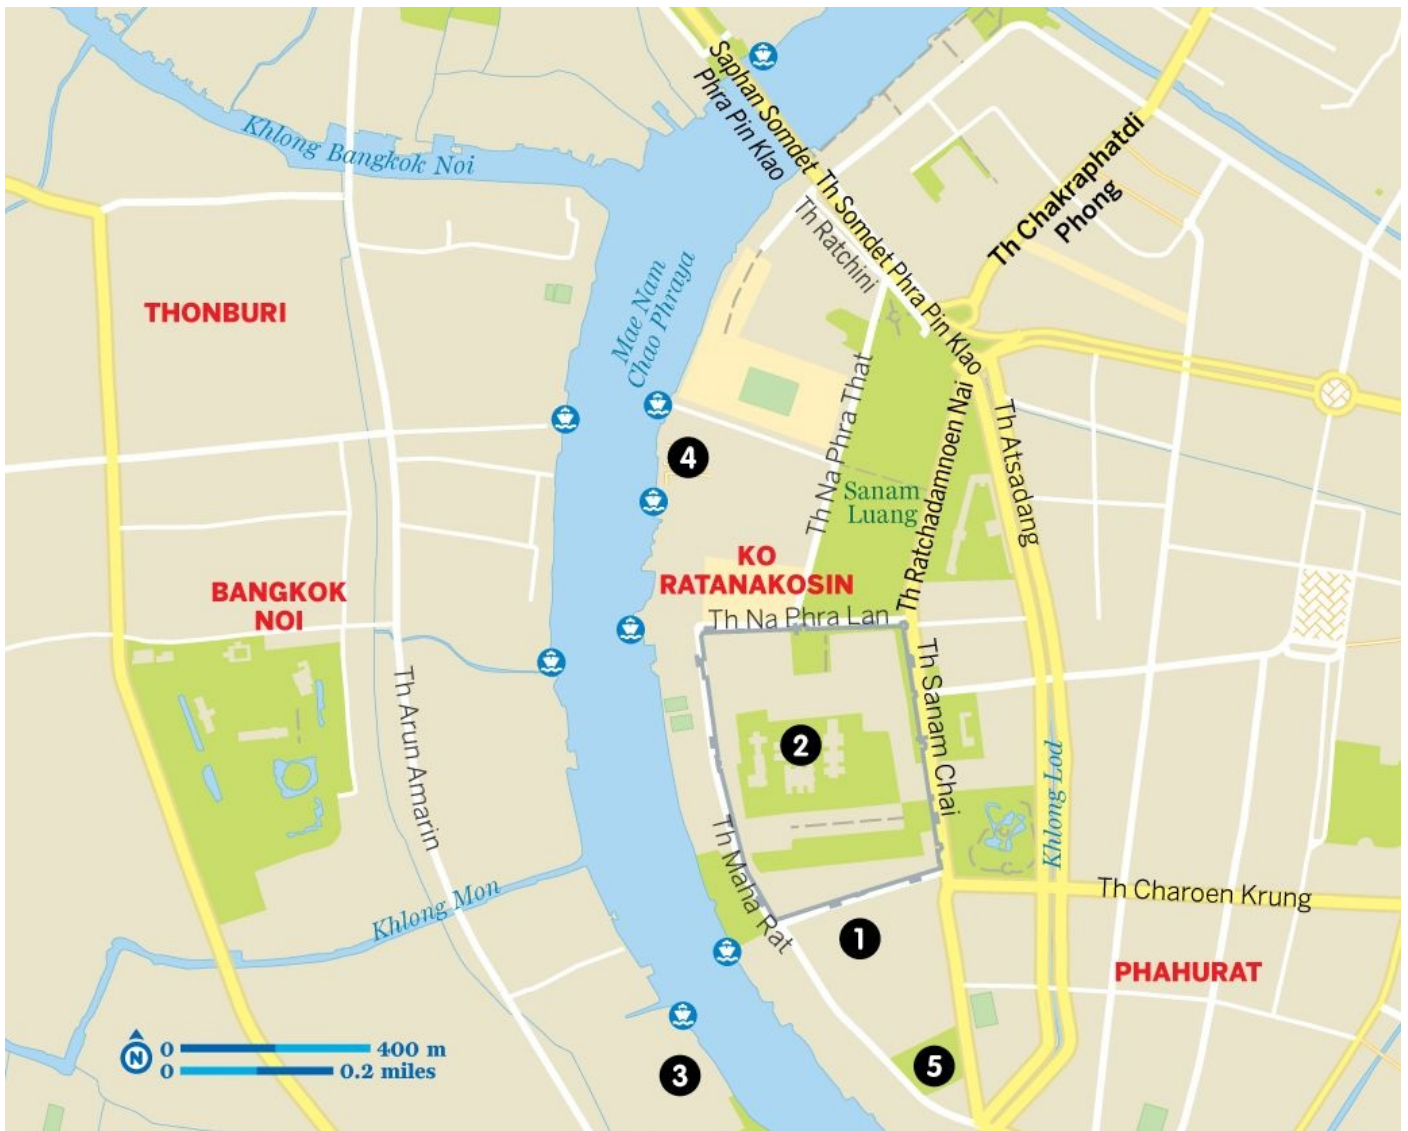 Saphan Somdet
Phra Pin Klao
Khlong Bangkok Noi
Th Chakraphatdi
Phong
Th Somdet Phra Pin Klao
Th Ratchini
Mae Nam
Chao Phraya
THONBURI
Th Na Phra That
Th Ratchadamnoen Nai
Th Atsadang
4
Sanam
Luang
KO
RATANAKOSIN
BANGKOK
NOI
Th Na Phra Lan
Th Sanam Chai
Th Arun Amarin
2
Khlong Lod
Th Maha Rat
Khlong Mon
Th Charoen Krung
1
PHAHURAT
N
0 400 m
0 0.2 miles
3
5